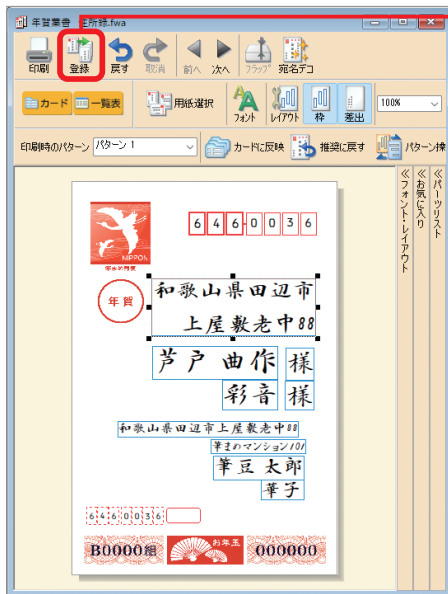 年賀葉書 住所録.fwa
印刷 登録 戻す 取消 前へ 次へ フラップ 宛名デコ
カード 一覧表 用紙選択 フォント レイアウト 枠 差出 100%
印刷時のパターン パターン 1 カードに反映 推奨に戻す パターン操
≪フォント・レイアウト
≪お気に入り
≪パーツリスト
NIPPON
年賀
6460036
和歌山県田辺市
上屋敷老中88
芦戸 曲作 様
彩音 様
和歌山県田辺市上屋敷老中88
筆まめマンション101
筆豆 太郎
華子
6460036
B0000組 お年玉 000000